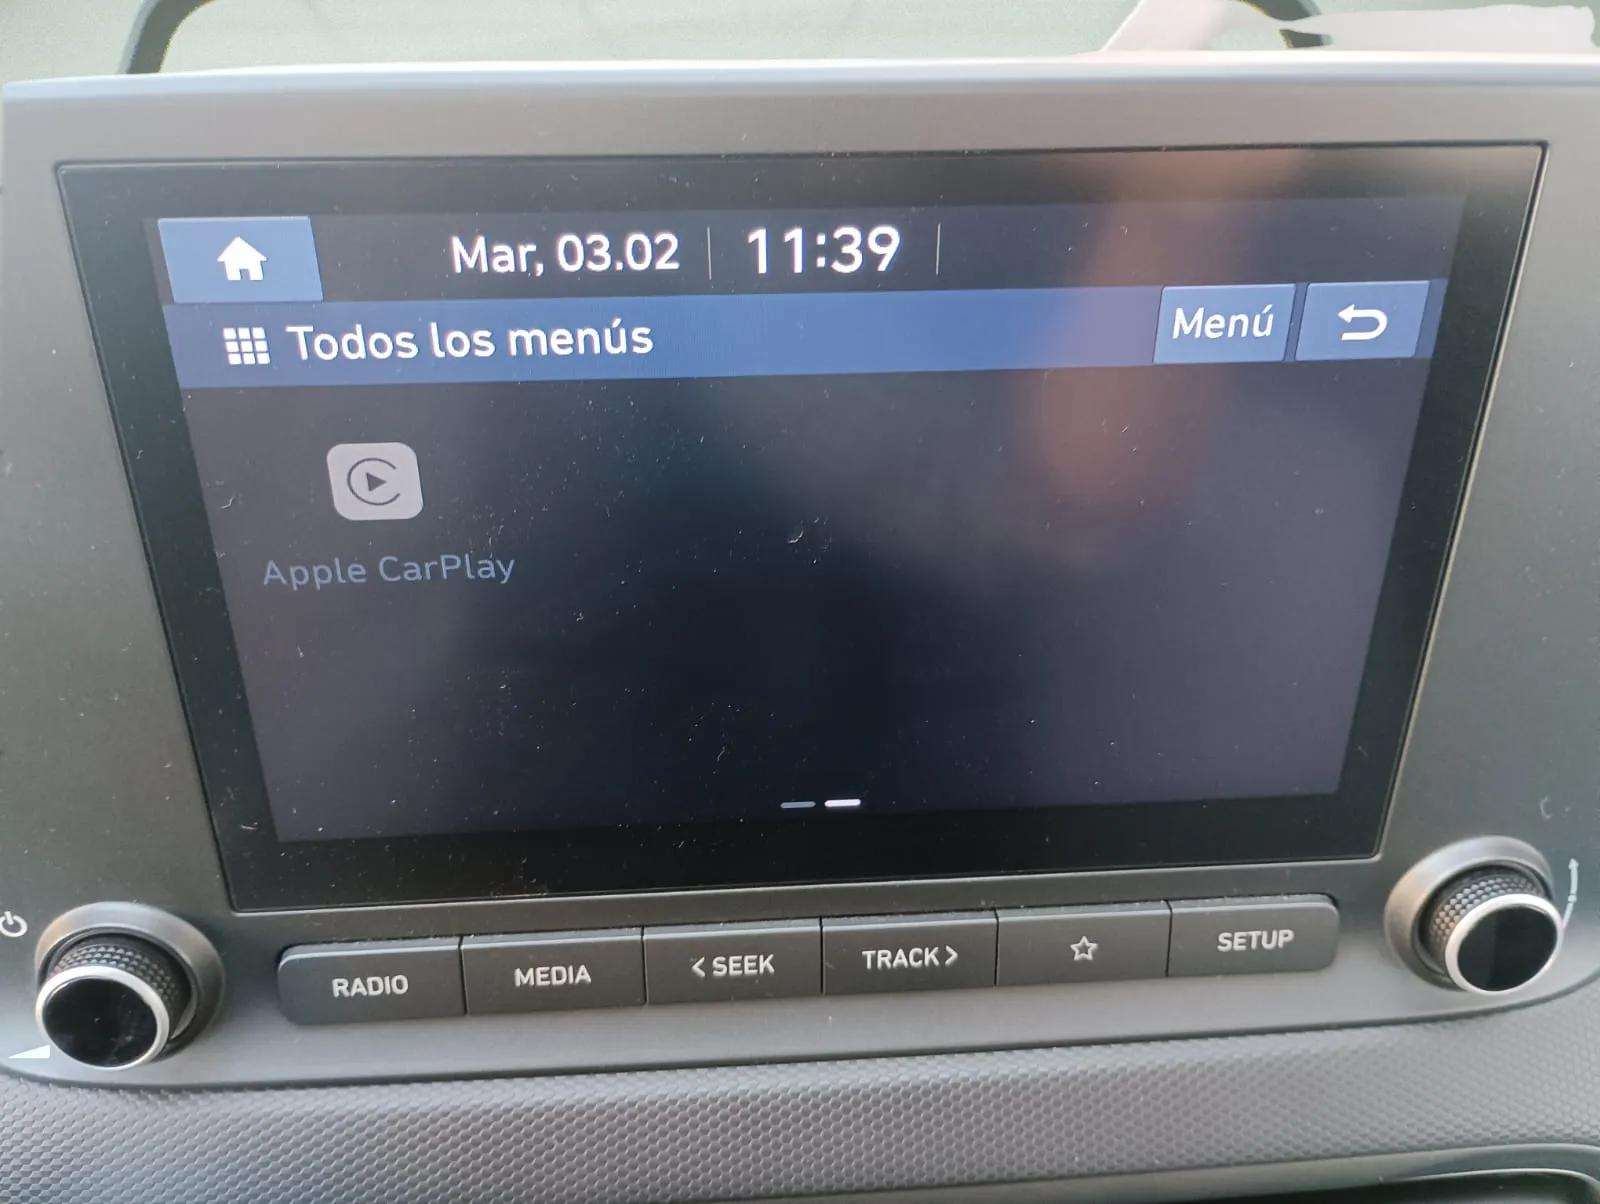 Mar, 03.02 11:39
Todos los menús Menú
Apple CarPlay
RADIO MEDIA <SEEK TRACK> SETUP